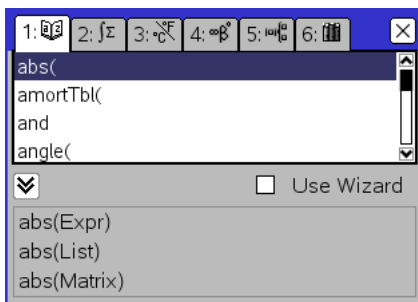 1: 2: ∫Σ 3: °C°F 4: ∞β° 5: 6:
abs(
amortTbl(
and
angle(
Use Wizard
abs(Expr)
abs(List)
abs(Matrix)